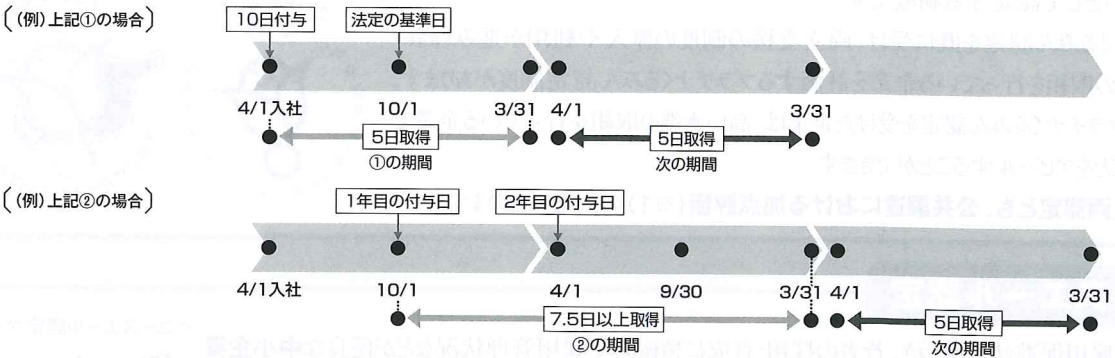 (例)上記①の場合
10日付与 法定の基準日
4/1入社 10/1 3/31 4/1 3/31
5日取得 5日取得
①の期間 次の期間
(例)上記②の場合
1年目の付与日 2年目の付与日
4/1入社 10/1 4/1 9/30 3/31 4/1 3/31
7.5日以上取得 5日取得
②の期間 次の期間